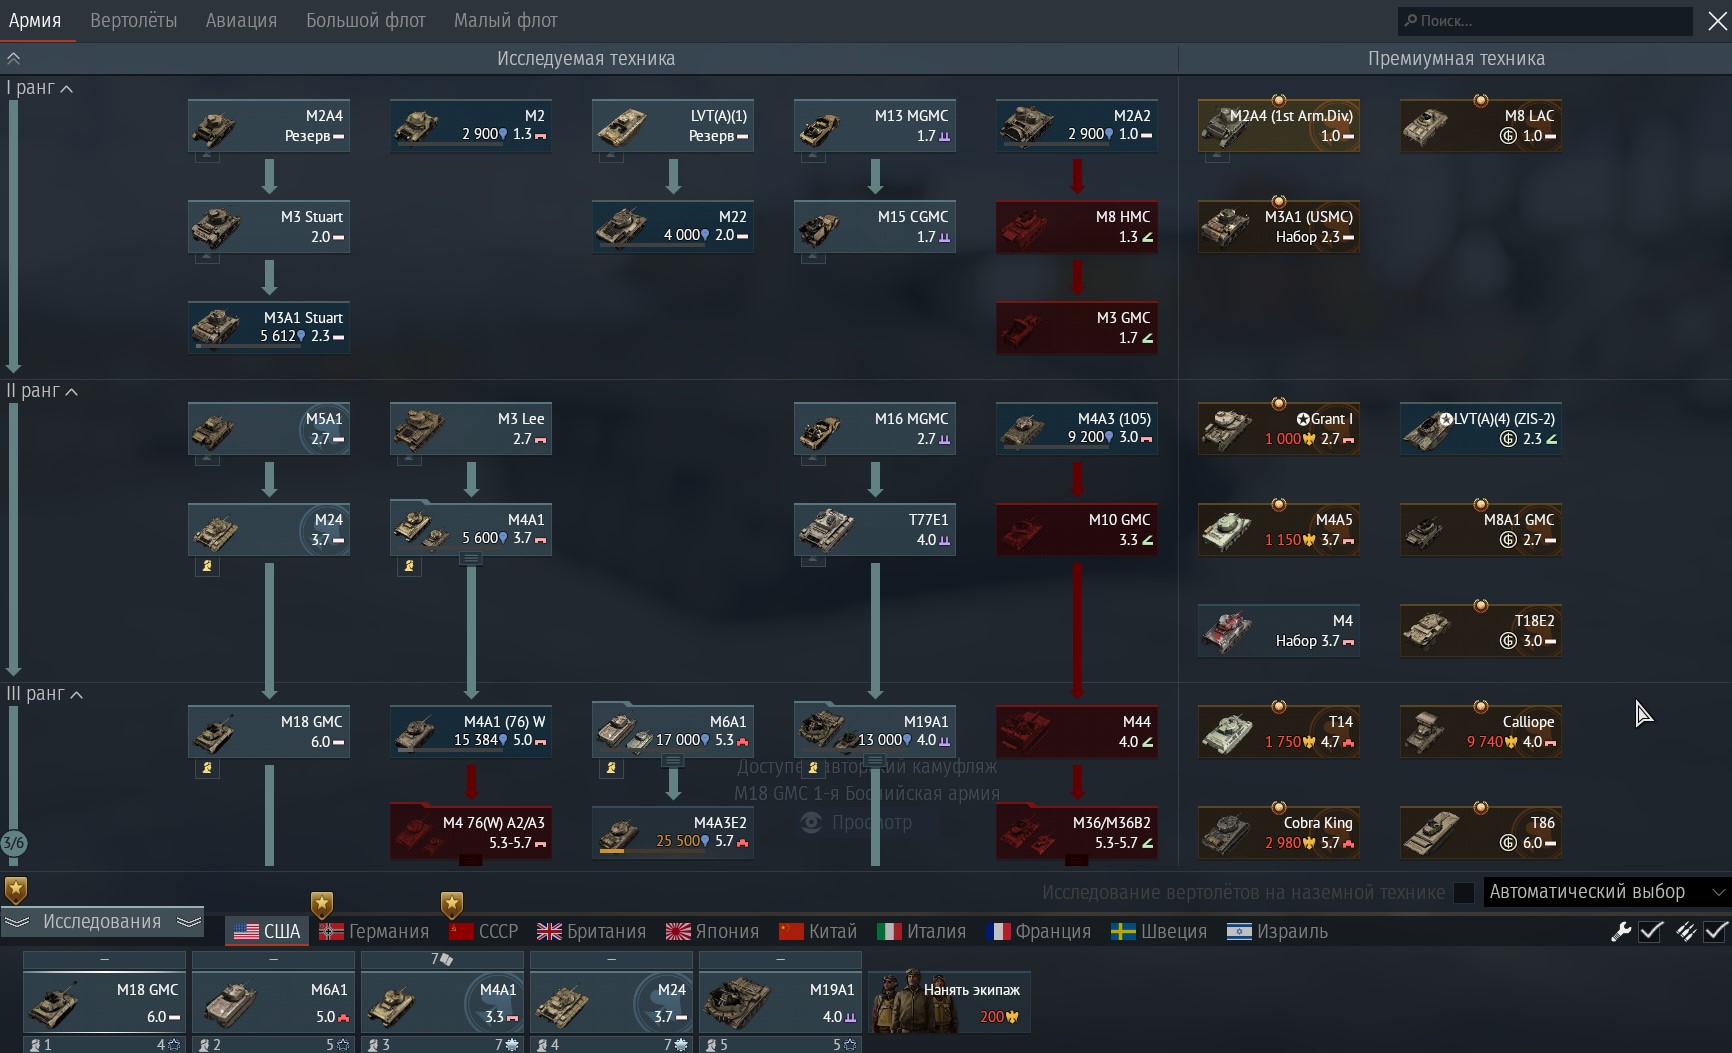 Армия Вертолёты Авиация Большой флот Малый флот Поиск...
Исследуемая техника Премиумная техника
I ранг
M2A4 M2 LVT(A)(1) M13 MGMC M2A2 M2A4 (1st Arm.Div.) M8 LAC
Резерв 2 900 1.3 Резерв 1.7 2 900 1.0 1.0 1.0
M3 Stuart M22 M15 CGMC M8 HMC M3A1 (USMC)
2.0 4 000 2.0 1.7 1.3 Набор 2.3
M3A1 Stuart M3 GMC
5 612 2.3 1.7
II ранг
M5A1 M3 Lee M16 MGMC M4A3 (105) Grant I LVT(A)(4) (ZIS-2)
2.7 2.7 2.7 9 200 3.0 1 000 2.7 2.3
M24 M4A1 T77E1 M10 GMC M4A5 M8A1 GMC
3.7 5 600 3.7 4.0 3.3 1 150 3.7 2.7
M4 T18E2
Набор 3.7 3.0
III ранг
M18 GMC M4A1 (76) W M6A1 M19A1 M44 T14 Calliope
6.0 15 384 5.0 17 000 5.3 13 000 4.0 4.0 1 750 4.7 9 740 4.0
Доступен авторский камуфляж
M18 GMC 1-я Боснийская армия
Просмотр
M4 76(W) A2/A3 M4A3E2 M36/M36B2 Cobra King T86
3/6 5.3-5.7 25 500 5.7 5.3-5.7 2 980 5.7 6.0
Исследование вертолётов на наземной технике Автоматический выбор
Исследования США Германия СССР Британия Япония Китай Италия Франция Швеция Израиль
– – 7 – –
M18 GMC M6A1 M4A1 M24 M19A1 Нанять экипаж
6.0 5.0 3.3 3.7 4.0 200
1 4 2 5 3 7 4 7 5 5